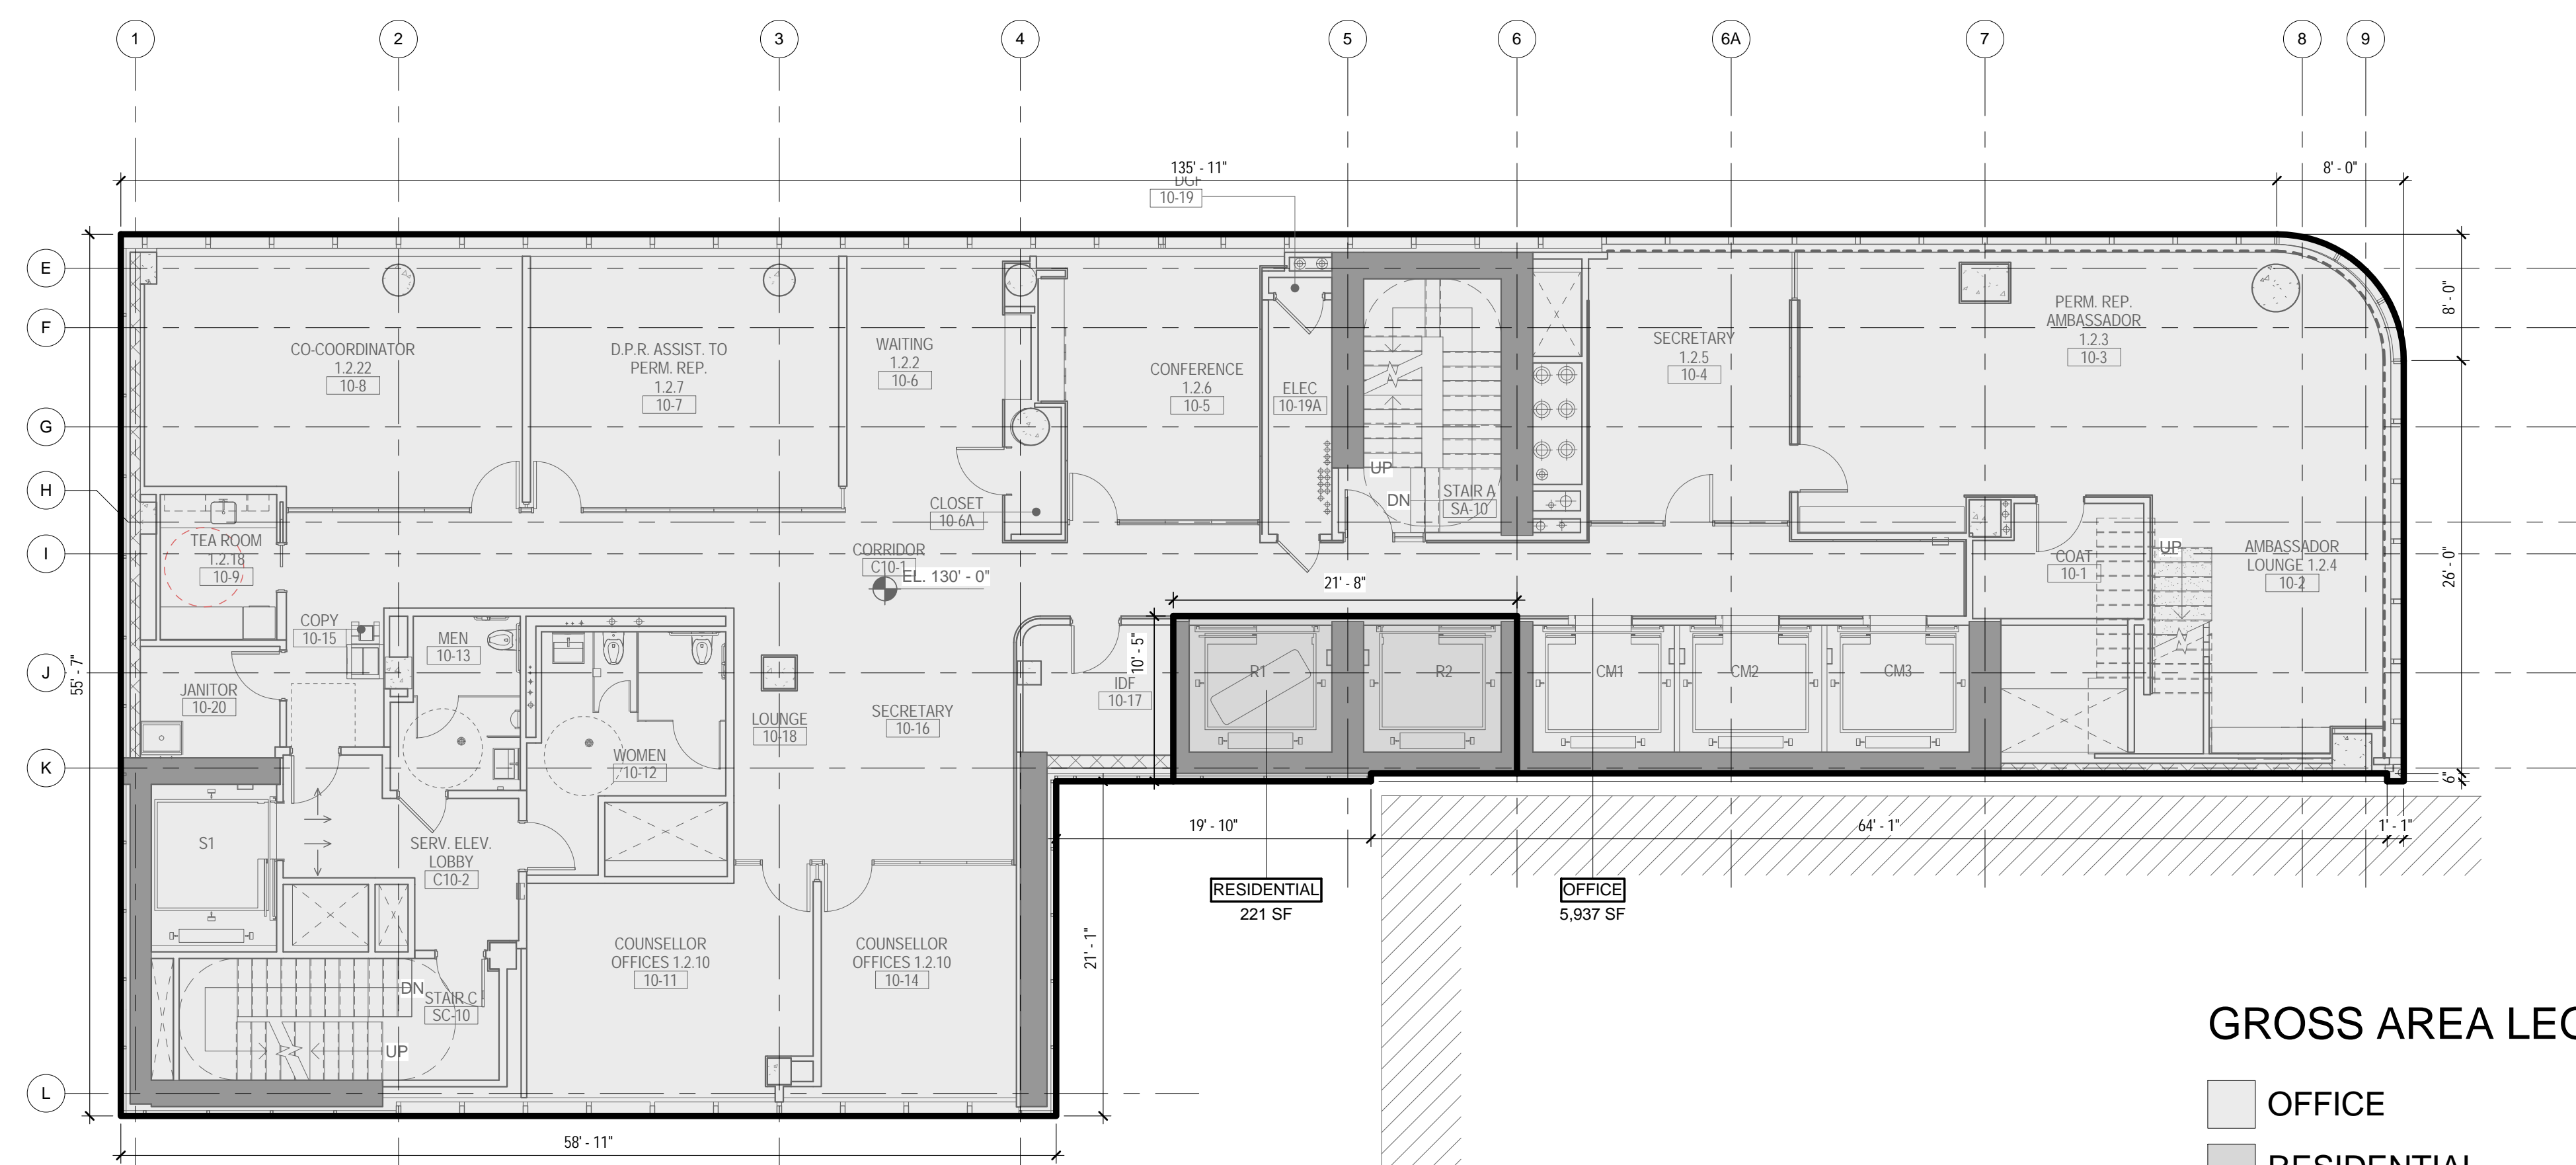 1
2
3
4
5
6
6A
7
8
9
135' - 11"
8' - 0"
10-19
E
F
G
H
I
J
K
L
8' - 0"
26' - 0"
6"
55' - 7"
CO-COORDINATOR
1.2.22
10-8
D.P.R. ASSIST. TO
PERM. REP.
1.2.7
10-7
WAITING
1.2.2
10-6
CONFERENCE
1.2.6
10-5
ELEC
10-19A
UP
DN
STAIR A
SA-10
SECRETARY
1.2.5
10-4
PERM. REP.
AMBASSADOR
1.2.3
10-3
CLOSET
10-6A
TEA ROOM
1.2.18
10-9
CORRIDOR
C10-1
EL. 130' - 0"
21' - 8"
COAT
10-1
UP
AMBASSADOR
LOUNGE 1.2.4
10-2
COPY
10-15
MEN
10-13
JANITOR
10-20
WOMEN
10-12
LOUNGE
10-18
SECRETARY
10-16
IDF
10-17
10' - 5"
R1
R2
CM1
CM2
CM3
S1
SERV. ELEV.
LOBBY
C10-2
19' - 10"
64' - 1"
1' - 1"
RESIDENTIAL
221 SF
OFFICE
5,937 SF
COUNSELLOR
OFFICES 1.2.10
10-11
COUNSELLOR
OFFICES 1.2.10
10-14
21' - 1"
DN
STAIR C
SC-10
UP
58' - 11"
GROSS AREA LEG
OFFICE
RESIDENTIAL